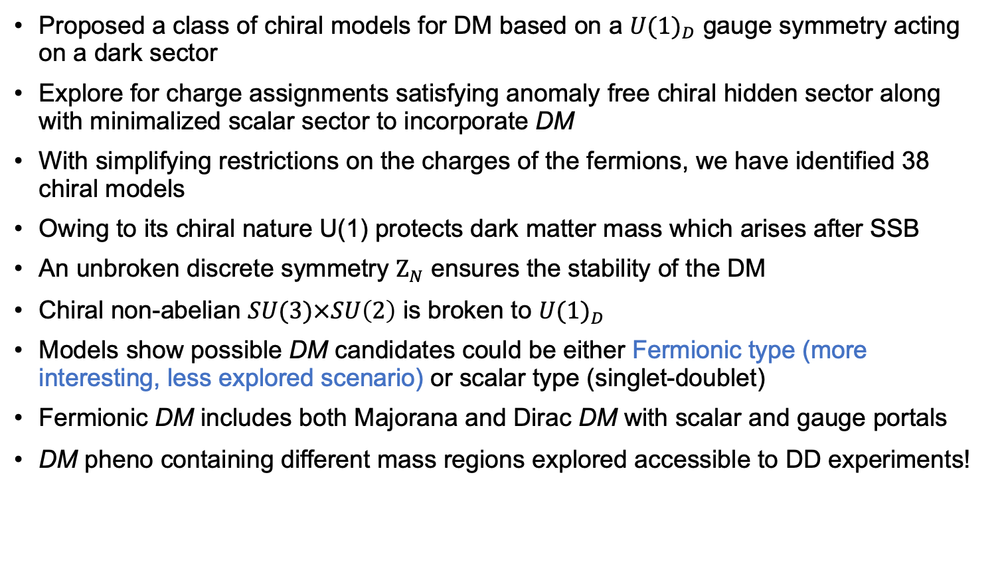 • Proposed a class of chiral models for DM based on a U(1)_D gauge symmetry acting
on a dark sector
• Explore for charge assignments satisfying anomaly free chiral hidden sector along
with minimalized scalar sector to incorporate DM
• With simplifying restrictions on the charges of the fermions, we have identified 38
chiral models
• Owing to its chiral nature U(1) protects dark matter mass which arises after SSB
• An unbroken discrete symmetry Z_N ensures the stability of the DM
• Chiral non-abelian SU(3)×SU(2) is broken to U(1)_D
• Models show possible DM candidates could be either Fermionic type (more
interesting, less explored scenario) or scalar type (singlet-doublet)
• Fermionic DM includes both Majorana and Dirac DM with scalar and gauge portals
• DM pheno containing different mass regions explored accessible to DD experiments!